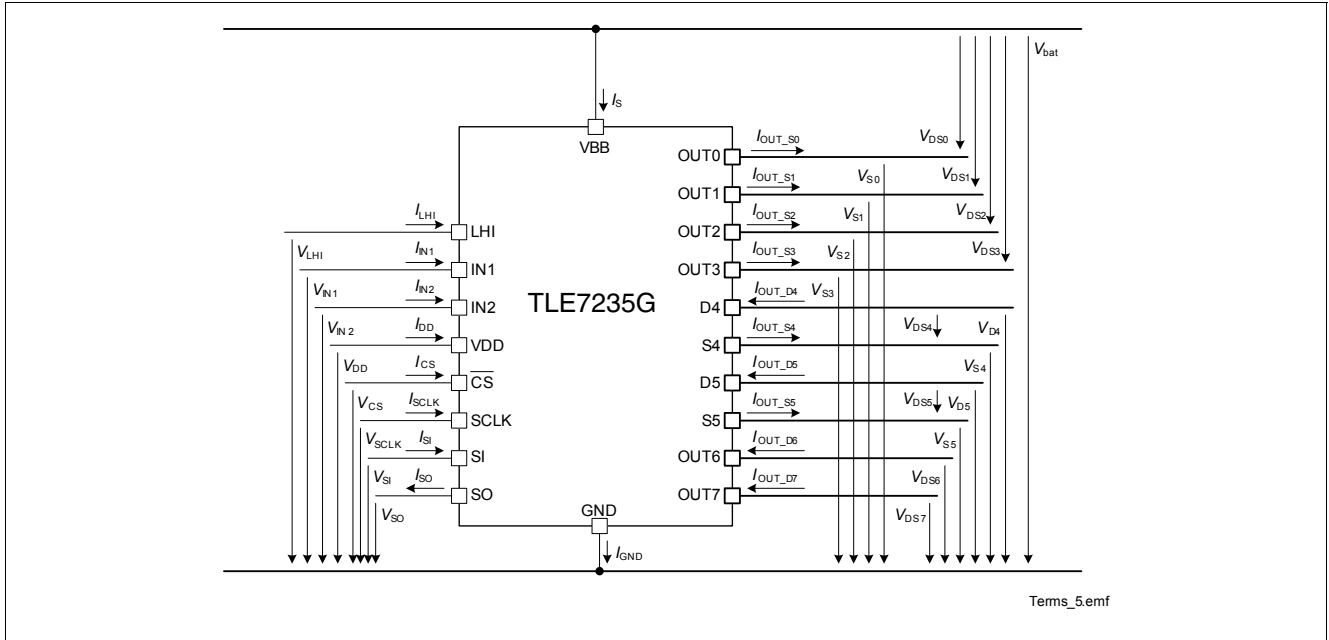 Vbat
IS
VBB
OUT0 IOUT_S0 VDS0
OUT1 IOUT_S1 VS0 VDS1
ILHI LHI OUT2 IOUT_S2 VS1 VDS2
VLHI IIN1 IN1 OUT3 IOUT_S3 VS2 VDS3
VIN1 IIN2 IN2 TLE7235G D4 IOUT_D4 VS3
VIN2 IDD VDD S4 IOUT_S4 VDS4 VD4
VDD ICS CS D5 IOUT_D5 VS4
VCS ISCLK SCLK S5 IOUT_S5 VDS5 VD5
VSCLK ISI SI OUT6 IOUT_D6 VS5
VSI ISO SO OUT7 IOUT_D7 VDS6
VSO GND VDS7
IGND
Terms_5.emf